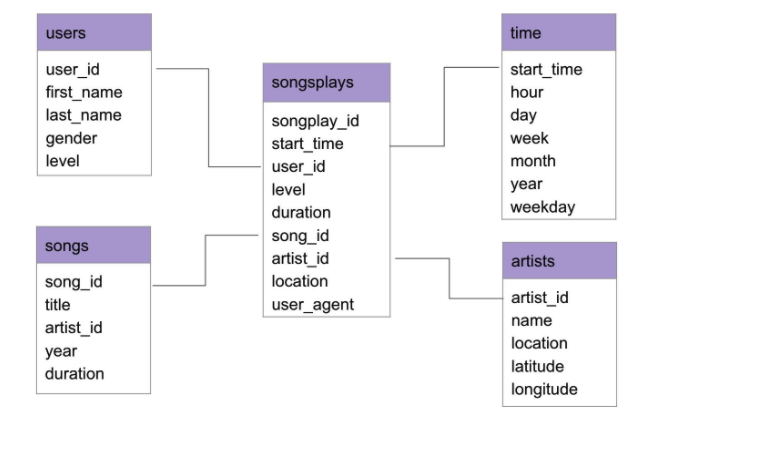 users
user_id
first_name
last_name
gender
level
songs
song_id
title
artist_id
year
duration
songsplays
songplay_id
start_time
user_id
level
duration
song_id
artist_id
location
user_agent
time
start_time
hour
day
week
month
year
weekday
artists
artist_id
name
location
latitude
longitude